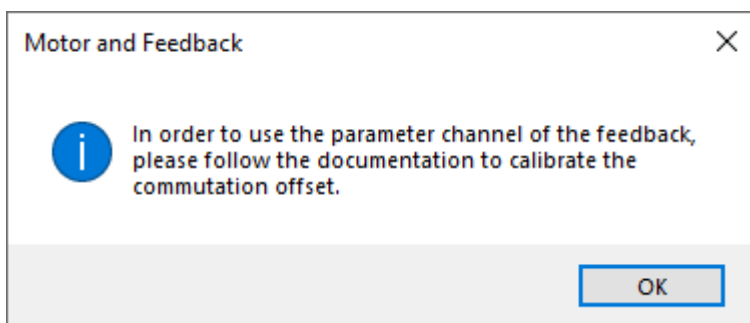 Motor and Feedback
In order to use the parameter channel of the feedback,
please follow the documentation to calibrate the
commutation offset.
OK